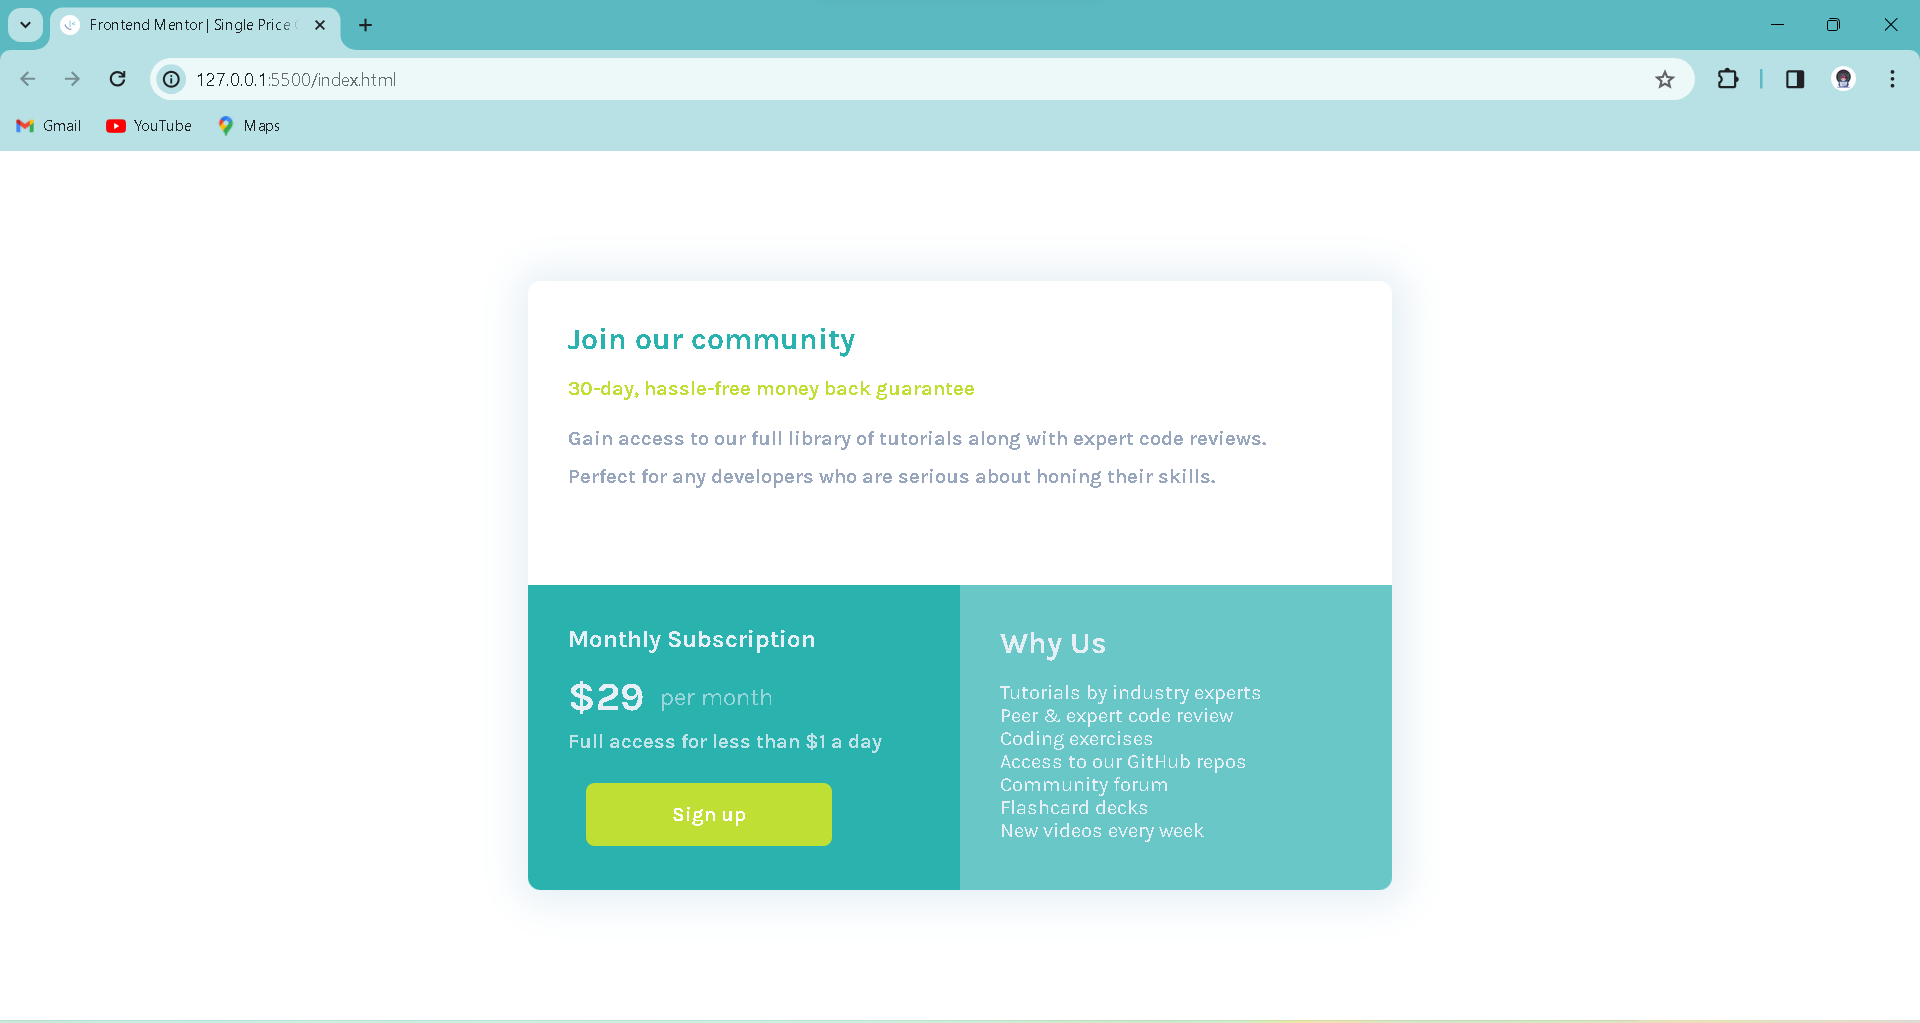 Frontend Mentor | Single Price
127.0.0.1:5500/index.html
Gmail
YouTube
Maps
Join our community
30-day, hassle-free money back guarantee
Gain access to our full library of tutorials along with expert code reviews.
Perfect for any developers who are serious about honing their skills.
Monthly Subscription
$29 per month
Full access for less than $1 a day
Sign up
Why Us
Tutorials by industry experts
Peer & expert code review
Coding exercises
Access to our GitHub repos
Community forum
Flashcard decks
New videos every week